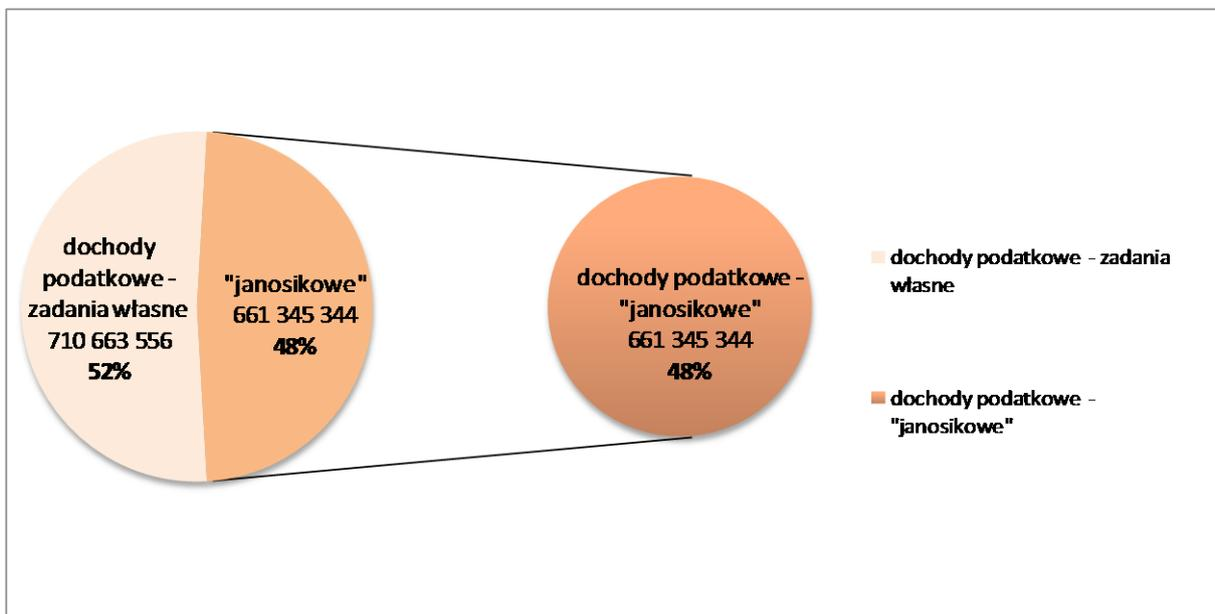 dochody
podatkowe -
zadania własne
710 663 556
52%
"janosikowe"
661 345 344
48%
dochody podatkowe -
"janosikowe"
661 345 344
48%
dochody podatkowe - zadania
własne
dochody podatkowe -
"janosikowe"